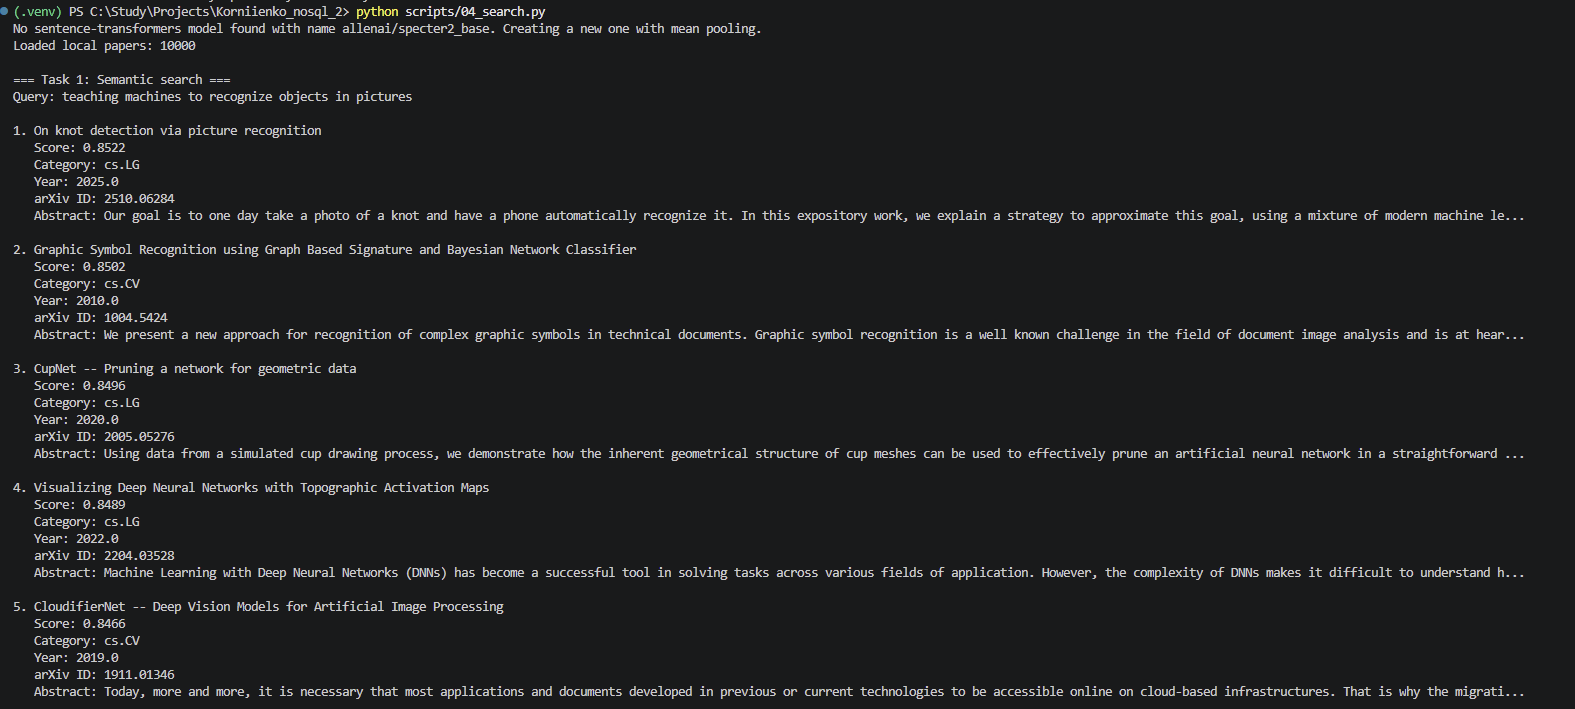 (.venv) PS C:\Study\Projects\Korniienko_nosql_2> python scripts/04_search.py
No sentence-transformers model found with name allenai/specter2_base. Creating a new one with mean pooling.
Loaded local papers: 10000
=== Task 1: Semantic search ===
Query: teaching machines to recognize objects in pictures
1. On knot detection via picture recognition
Score: 0.8522
Category: cs.LG
Year: 2025.0
arXiv ID: 2510.06284
Abstract: Our goal is to one day take a photo of a knot and have a phone automatically recognize it. In this expository work, we explain a strategy to approximate this goal, using a mixture of modern machine le...
2. Graphic Symbol Recognition using Graph Based Signature and Bayesian Network Classifier
Score: 0.8502
Category: cs.CV
Year: 2010.0
arXiv ID: 1004.5424
Abstract: We present a new approach for recognition of complex graphic symbols in technical documents. Graphic symbol recognition is a well known challenge in the field of document image analysis and is at hear...
3. CupNet -- Pruning a network for geometric data
Score: 0.8496
Category: cs.LG
Year: 2020.0
arXiv ID: 2005.05276
Abstract: Using data from a simulated cup drawing process, we demonstrate how the inherent geometrical structure of cup meshes can be used to effectively prune an artificial neural network in a straightforward ...
4. Visualizing Deep Neural Networks with Topographic Activation Maps
Score: 0.8489
Category: cs.LG
Year: 2022.0
arXiv ID: 2204.03528
Abstract: Machine Learning with Deep Neural Networks (DNNs) has become a successful tool in solving tasks across various fields of application. However, the complexity of DNNs makes it difficult to understand h...
5. CloudifierNet -- Deep Vision Models for Artificial Image Processing
Score: 0.8466
Category: cs.CV
Year: 2019.0
arXiv ID: 1911.01346
Abstract: Today, more and more, it is necessary that most applications and documents developed in previous or current technologies to be accessible online on cloud-based infrastructures. That is why the migrati...